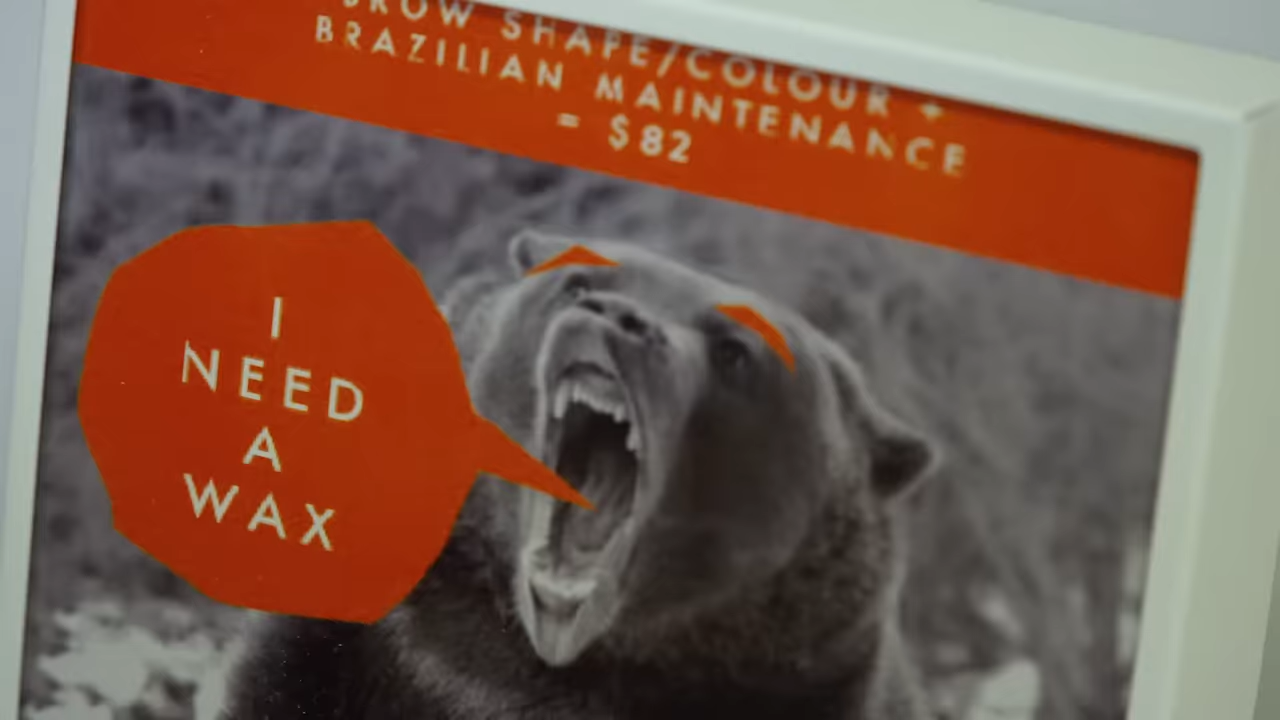 BROW SHAPE/COLOUR +
BRAZILIAN MAINTENANCE
= $82
I
NEED
A
WAX